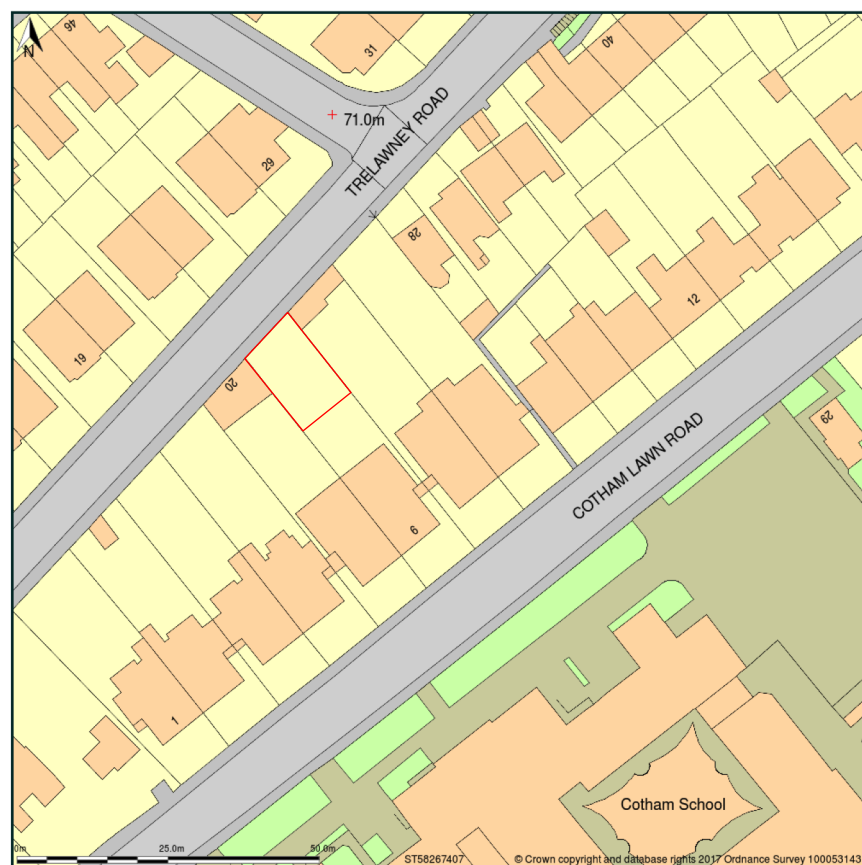 N
46
31
40
71.0m
TRELAWNEY ROAD
29
28
12
19
20
29
COTHAM LAWN ROAD
6
1
Cotham School
0m 25.0m 50.0m
ST58267407 © Crown copyright and database rights 2017 Ordnance Survey 100053143